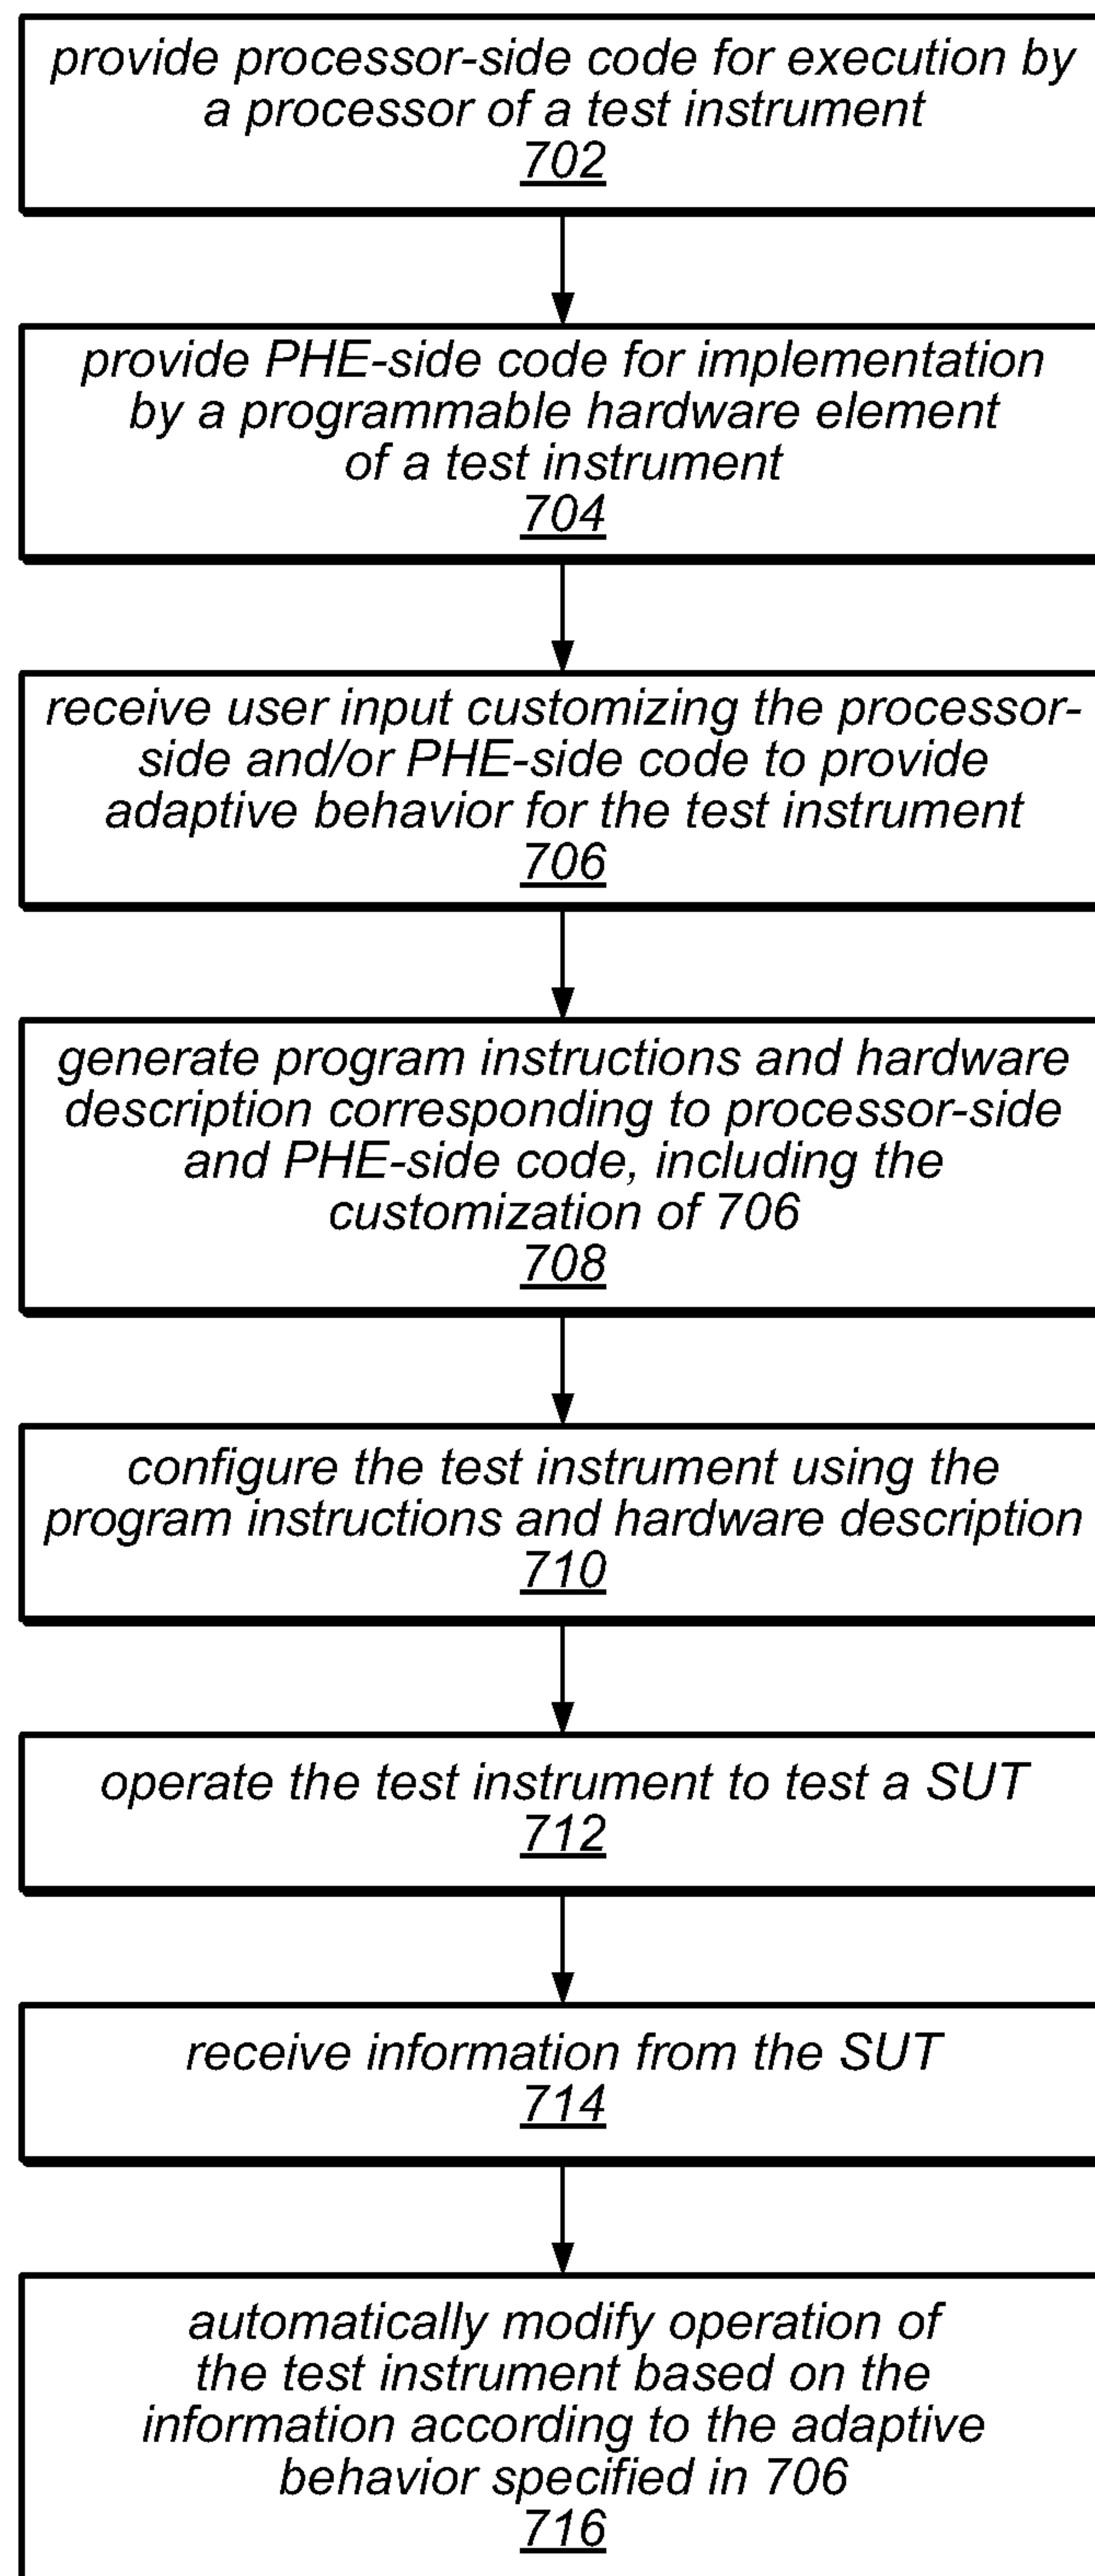 provide processor-side code for execution by
a processor of a test instrument
702
provide PHE-side code for implementation
by a programmable hardware element
of a test instrument
704
receive user input customizing the processor-
side and/or PHE-side code to provide
adaptive behavior for the test instrument
706
generate program instructions and hardware
description corresponding to processor-side
and PHE-side code, including the
customization of 706
708
configure the test instrument using the
program instructions and hardware description
710
operate the test instrument to test a SUT
712
receive information from the SUT
714
automatically modify operation of
the test instrument based on the
information according to the adaptive
behavior specified in 706
716